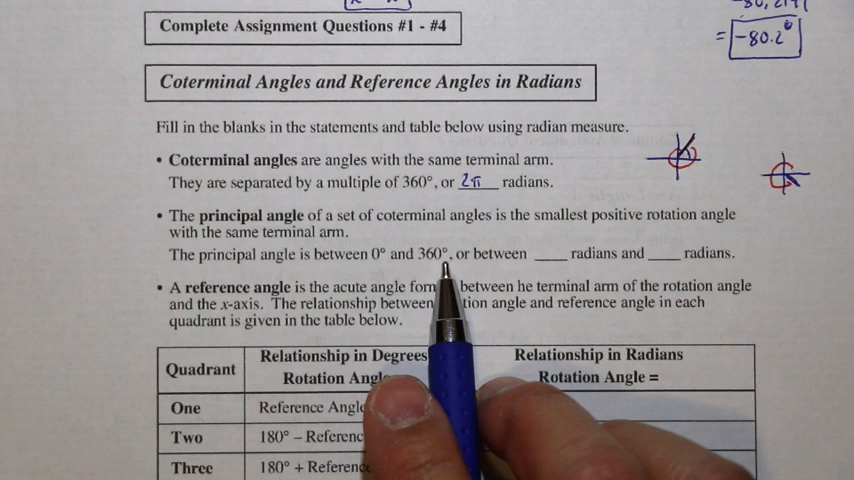 -80.2°
=
Complete Assignment Questions #1 - #4
Coterminal Angles and Reference Angles in Radians
Fill in the blanks in the statements and table below using radian measure.
• Coterminal angles are angles with the same terminal arm.
They are separated by a multiple of 360°, or 2π radians.
• The principal angle of a set of coterminal angles is the smallest positive rotation angle
with the same terminal arm.
The principal angle is between 0° and 360°, or between ____ radians and ____ radians.
• A reference angle is the acute angle form between he terminal arm of the rotation angle
and the x-axis. The relationship between tion angle and reference angle in each
quadrant is given in the table below.
Quadrant
Relationship in Degrees
Rotation Angle
Relationship in Radians
Rotation Angle =
One
Reference Angle
Two
180° – Referenc
Three
180° + Reference